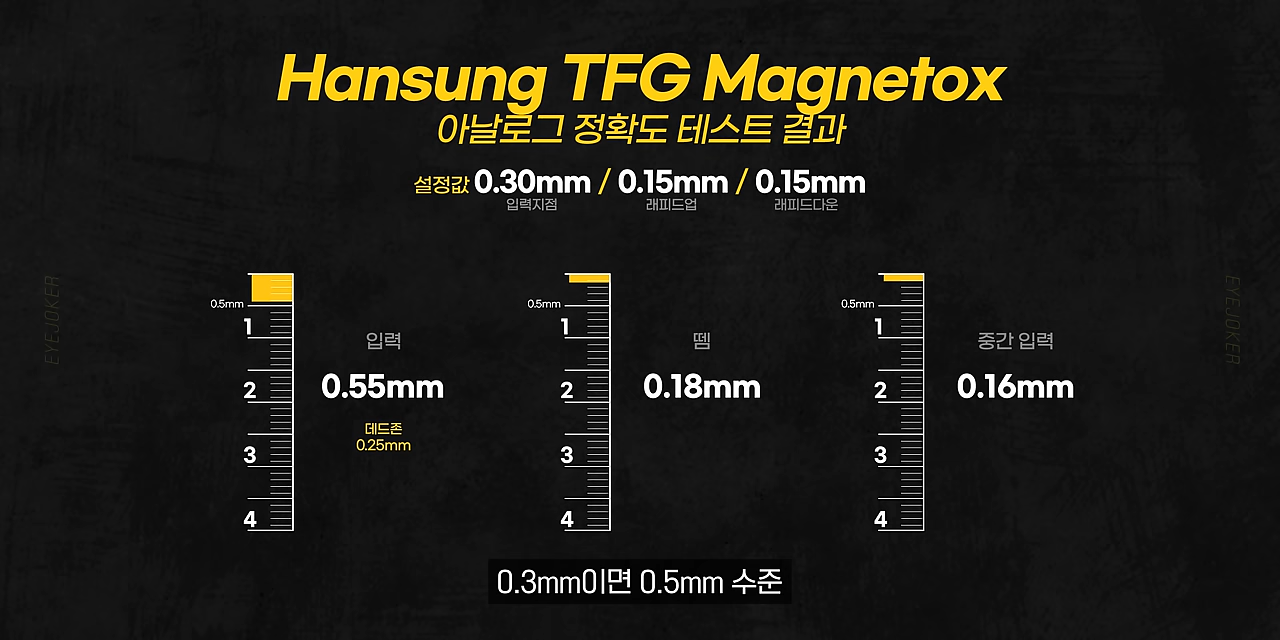 Hansung TFG Magnetox
아날로그 정확도 테스트 결과
설정값 0.30mm / 0.15mm / 0.15mm
입력지점 래피드업 래피드다운
EYEJOKER
0.5mm
1
2
3
4
입력
0.55mm
데드존
0.25mm
0.5mm
1
2
3
4
뗌
0.18mm
0.5mm
1
2
3
4
중간 입력
0.16mm
EYEJOKER
0.3mm이면 0.5mm 수준